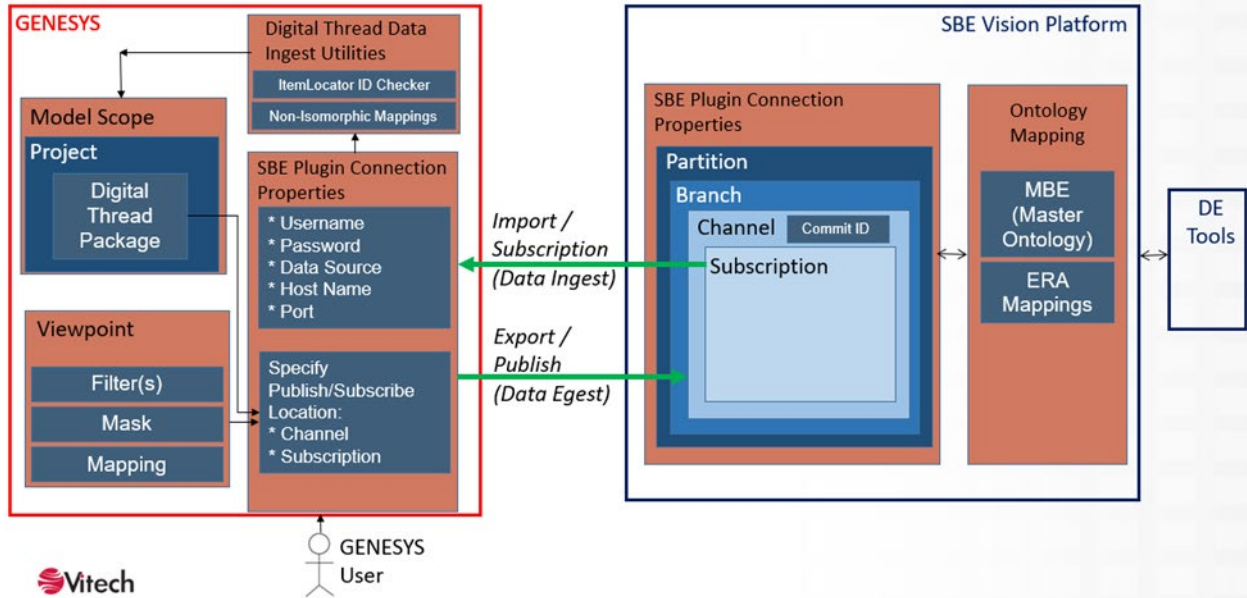 GENESYS
Digital Thread Data
Ingest Utilities
ItemLocator ID Checker
Non-Isomorphic Mappings
Model Scope
Project
Digital
Thread
Package
SBE Plugin Connection
Properties
* Username
* Password
* Data Source
* Host Name
* Port
Viewpoint
Filter(s)
Mask
Mapping
Specify
Publish/Subscribe
Location:
* Channel
* Subscription
GENESYS
User
Vitech
Import /
Subscription
(Data Ingest)
Export /
Publish
(Data Egest)
SBE Vision Platform
SBE Plugin Connection
Properties
Partition
Branch
Channel
Commit ID
Subscription
Ontology
Mapping
MBE
(Master
Ontology)
ERA
Mappings
DE
Tools